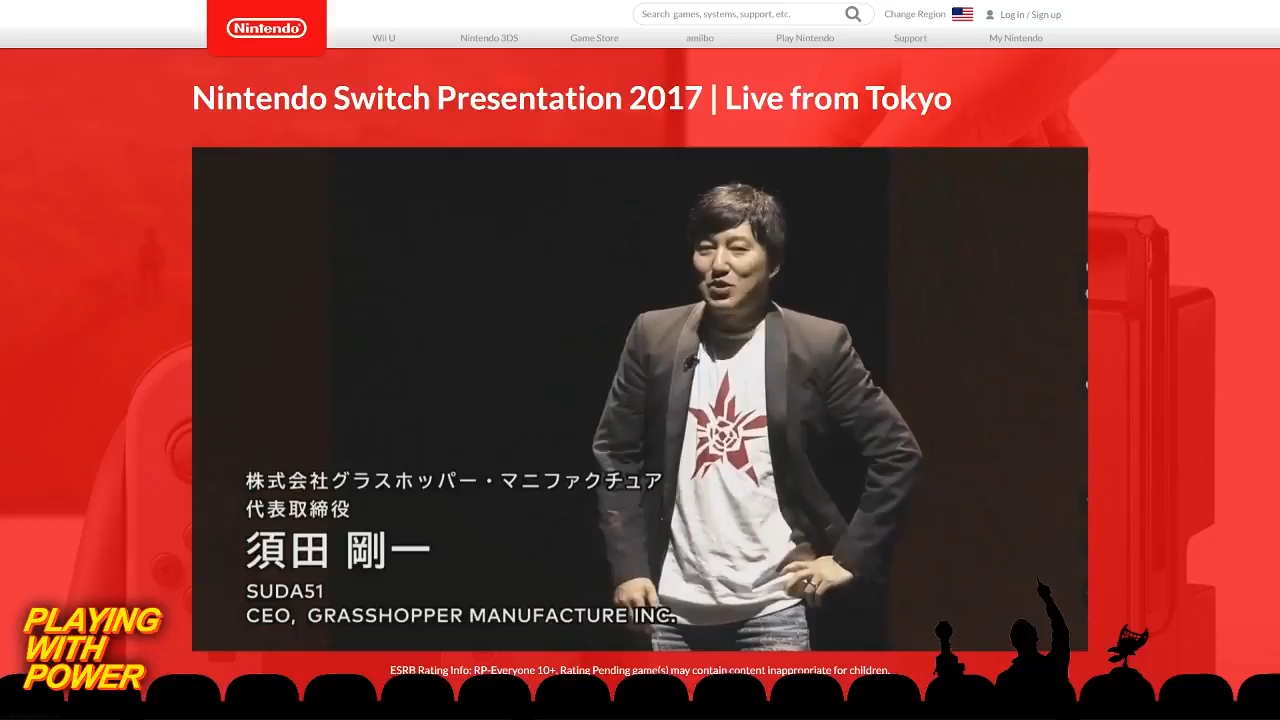 Nintendo
Search games, systems, support, etc.
Change Region
Log in / Sign up
Wii U
Nintendo 3DS
Game Store
amiibo
Play Nintendo
Support
My Nintendo
Nintendo Switch Presentation 2017 | Live from Tokyo
株式会社グラスホッパー・マニファクチュア
代表取締役
須田 剛一
SUDA51
CEO, GRASSHOPPER MANUFACTURE INC.
PLAYING
WITH
POWER
ESRB Rating Info: RP-Everyone 10+, Rating Pending game(s) may contain content inappropriate for children.